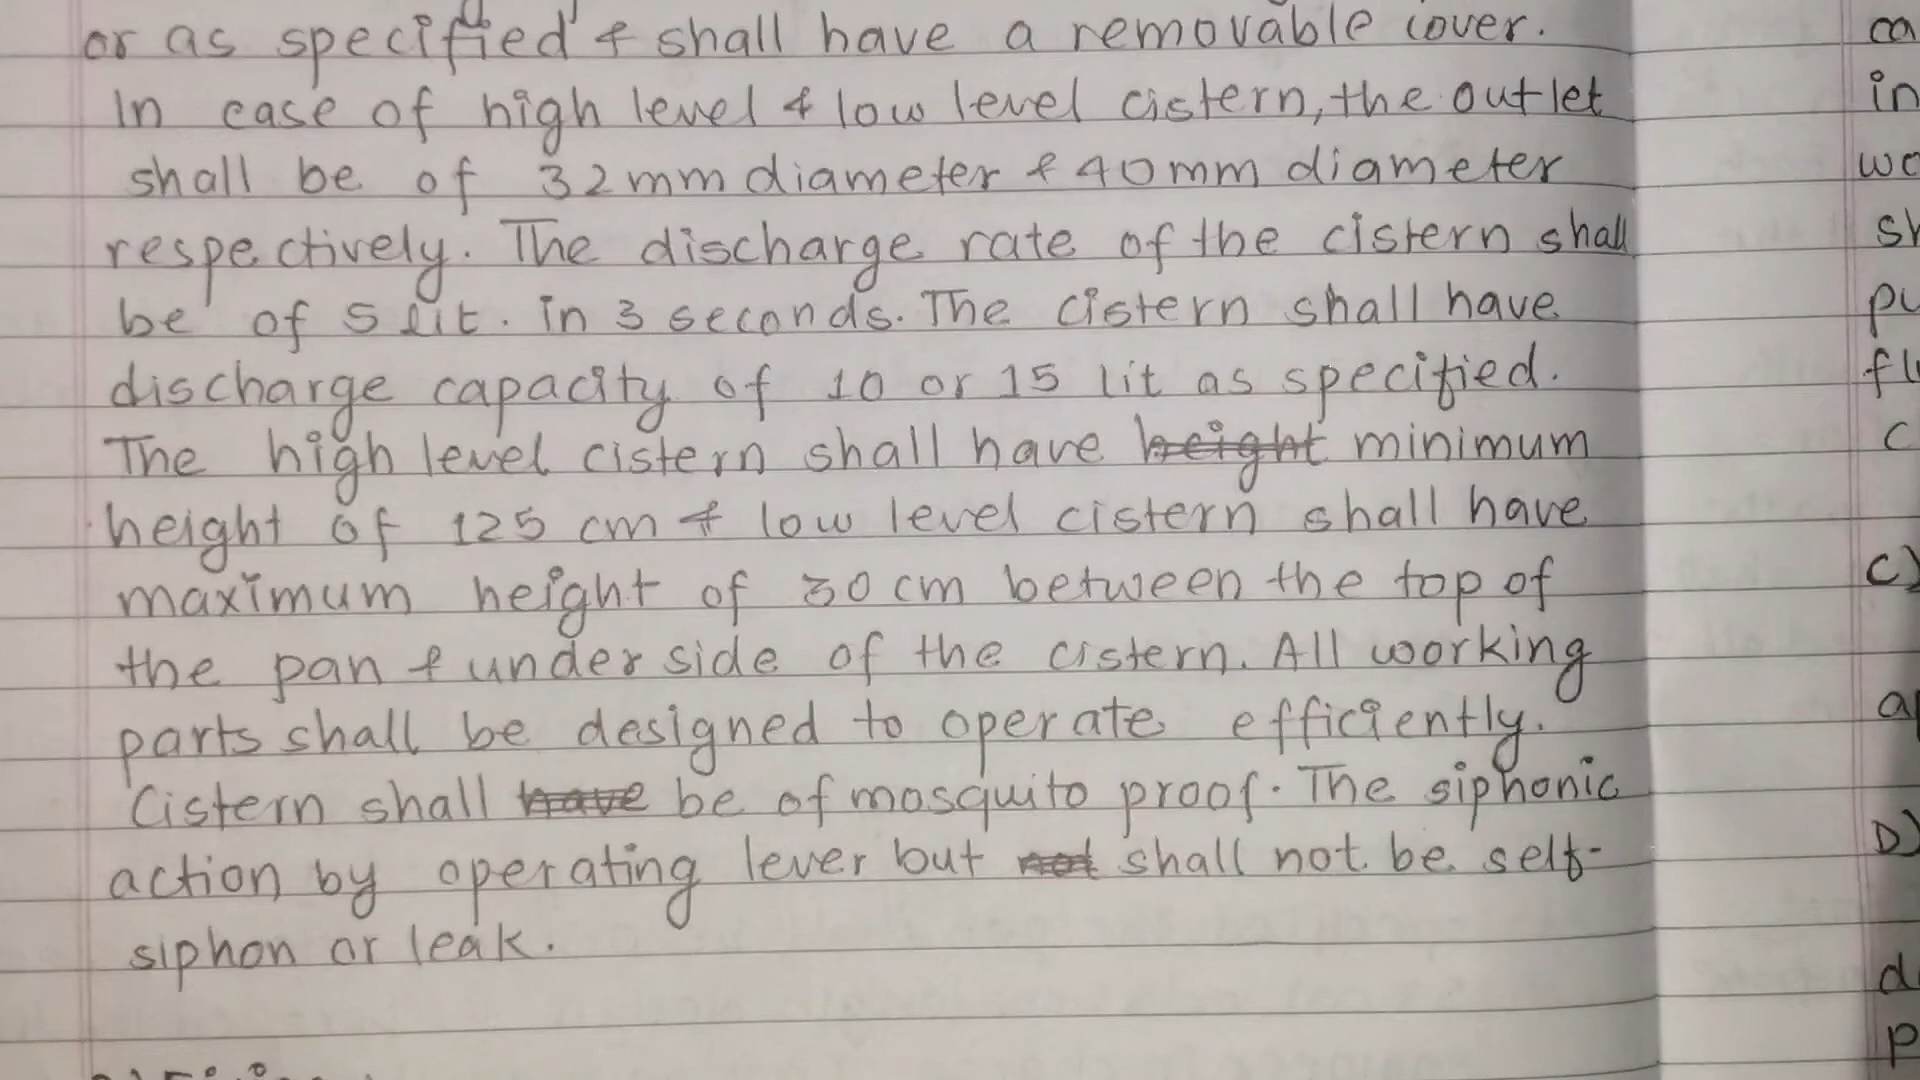 or as specified & shall have a removable cover.
In case of high level & low level cistern, the outlet
shall be of 32mm diameter & 40mm diameter
respectively. The discharge rate of the cistern shall
be of 5 lit. in 3 seconds. The cistern shall have
discharge capacity of 10 or 15 lit as specified.
The high level cistern shall have height minimum
height of 125 cm & low level cistern shall have
maximum height of 30 cm between the top of
the pan & under side of the cistern. All working
parts shall be designed to operate efficiently.
Cistern shall have be of mosquito proof. The siphonic
action by operating lever but not shall not be self-
siphon or leak.
in
C)
D)